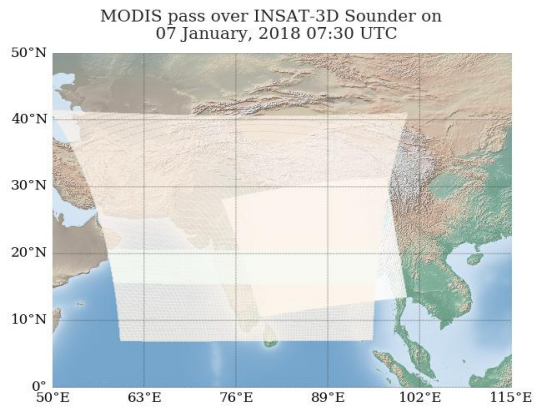 MODIS pass over INSAT-3D Sounder on
07 January, 2018 07:30 UTC
50°N
40°N
30°N
20°N
10°N
0°
50°E 63°E 76°E 89°E 102°E 115°E